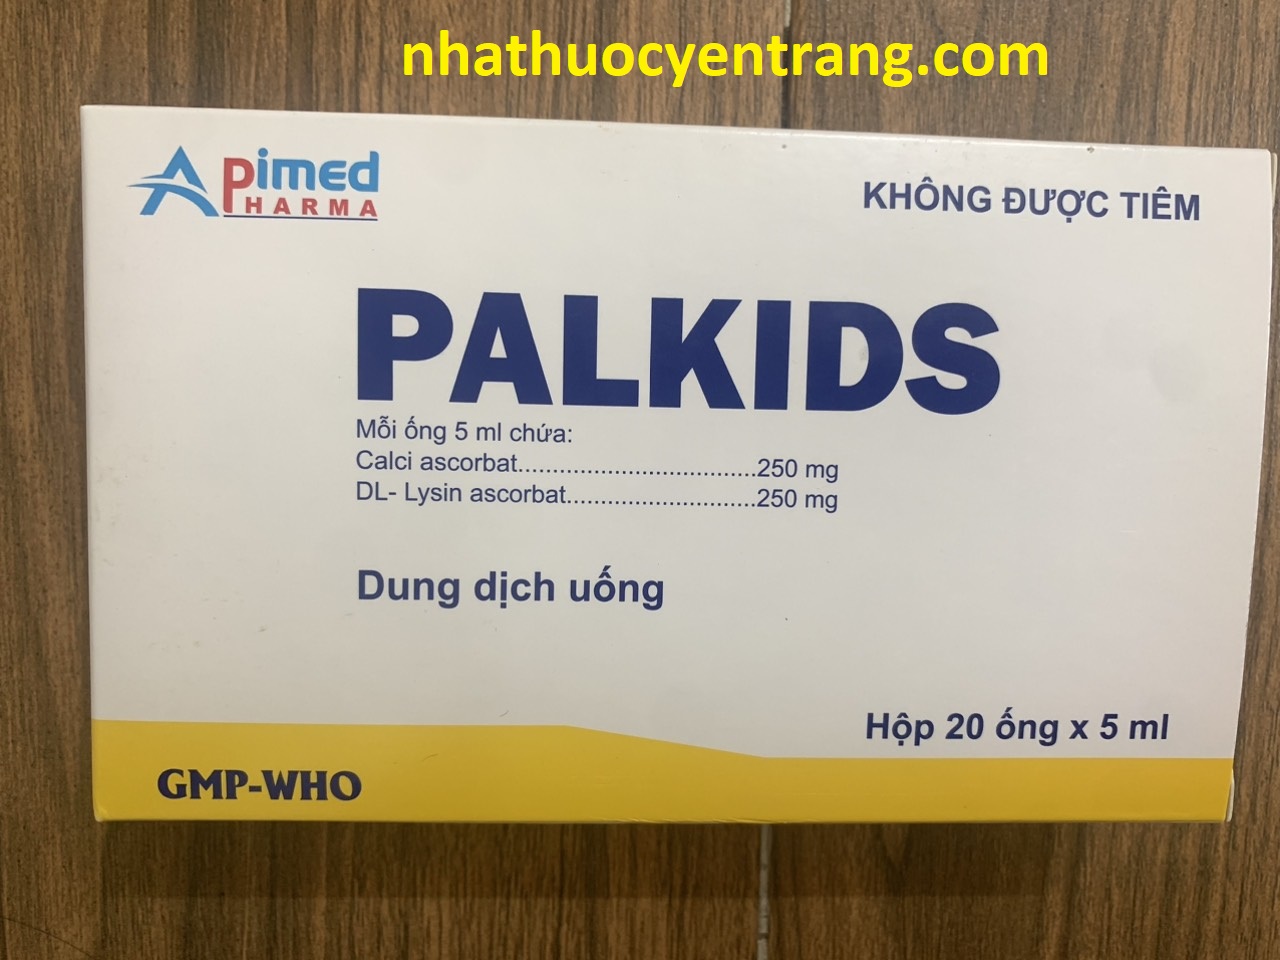 nhathuocyentrang.com
Apimed
PHARMA
KHÔNG ĐƯỢC TIÊM
PALKIDS
Mỗi ống 5 ml chứa:
Calci ascorbat..................................250 mg
DL- Lysin ascorbat...........................250 mg
Dung dịch uống
Hộp 20 ống x 5 ml
GMP-WHO